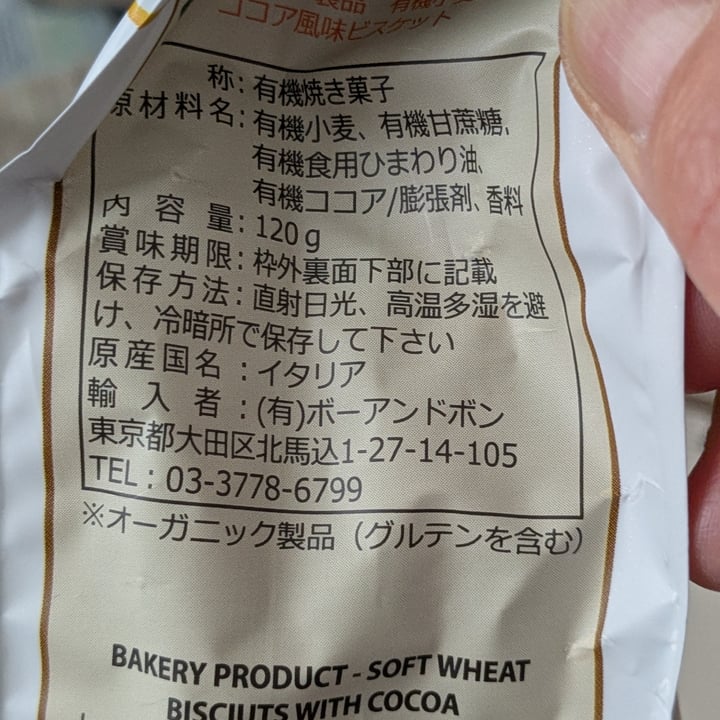 製品 有機小麦
ココア風味ビスケット
称:有機焼き菓子
原材料名:有機小麦、有機甘蔗糖、
有機食用ひまわり油、
有機ココア/膨張剤、香料
内容量:120g
賞味期限:枠外裏面下部に記載
保存方法:直射日光、高温多湿を避
け、冷暗所で保存して下さい
原産国名:イタリア
輸入者:(有)ボーアンドボン
東京都大田区北馬込1-27-14-105
TEL:03-3778-6799
※オーガニック製品(グルテンを含む)
BAKERY PRODUCT - SOFT WHEAT
BISCIUTS WITH COCOA